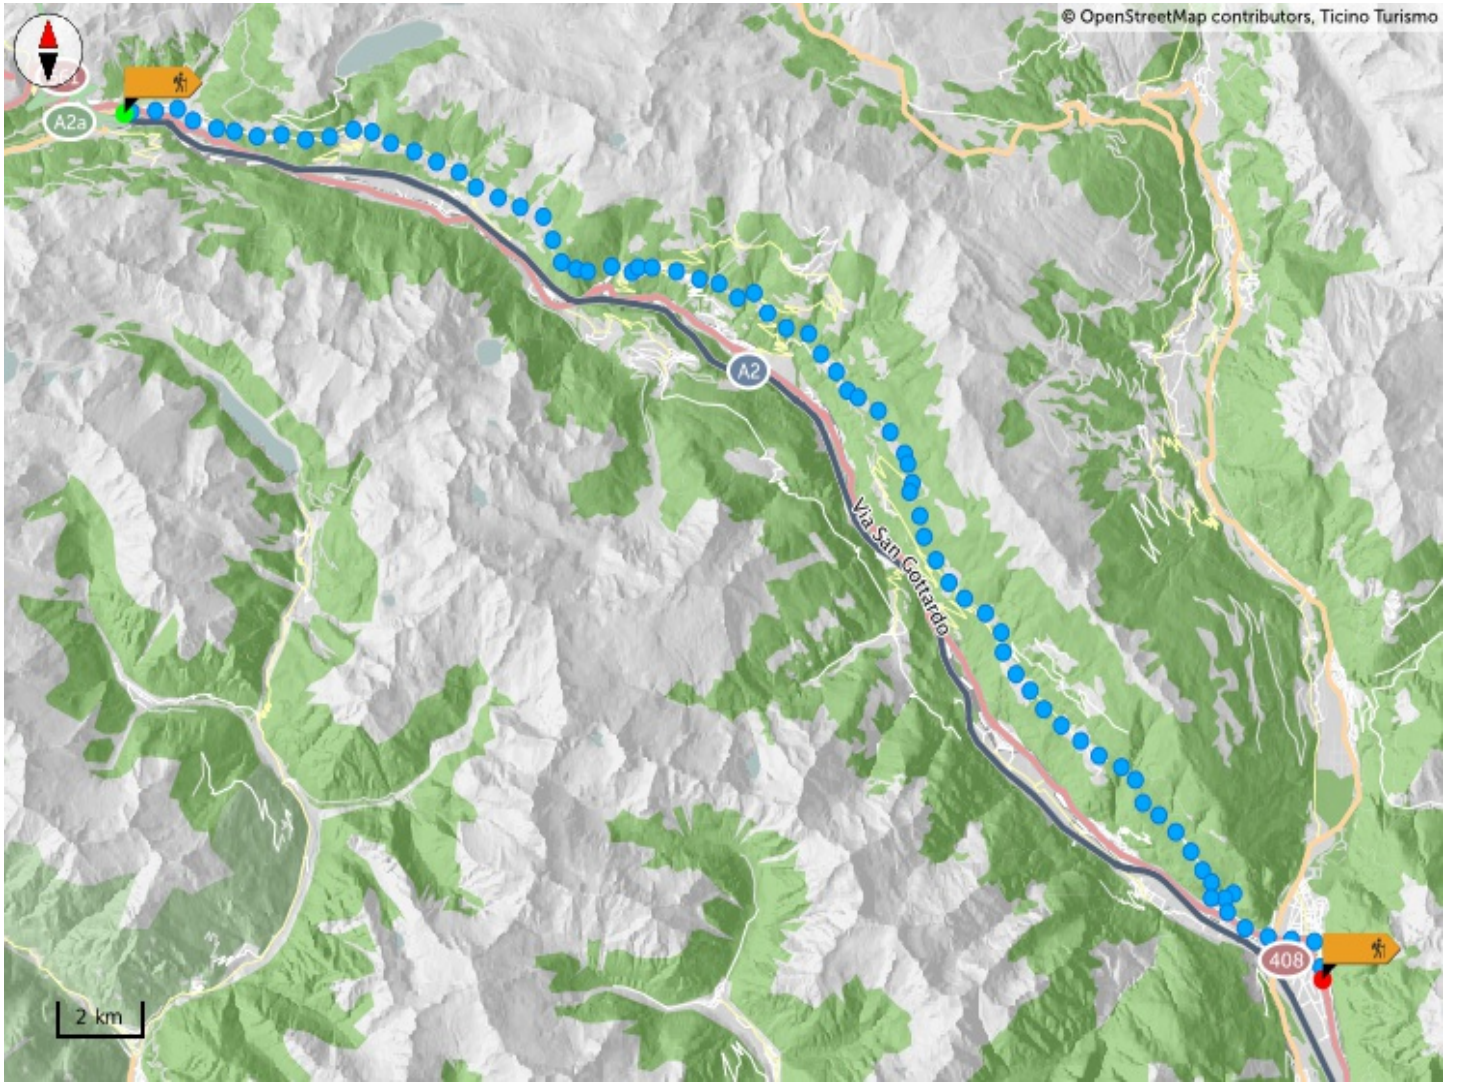 © OpenStreetMap contributors, Ticino Turismo
A2a
A2
Via San Gottardo
408
2 km